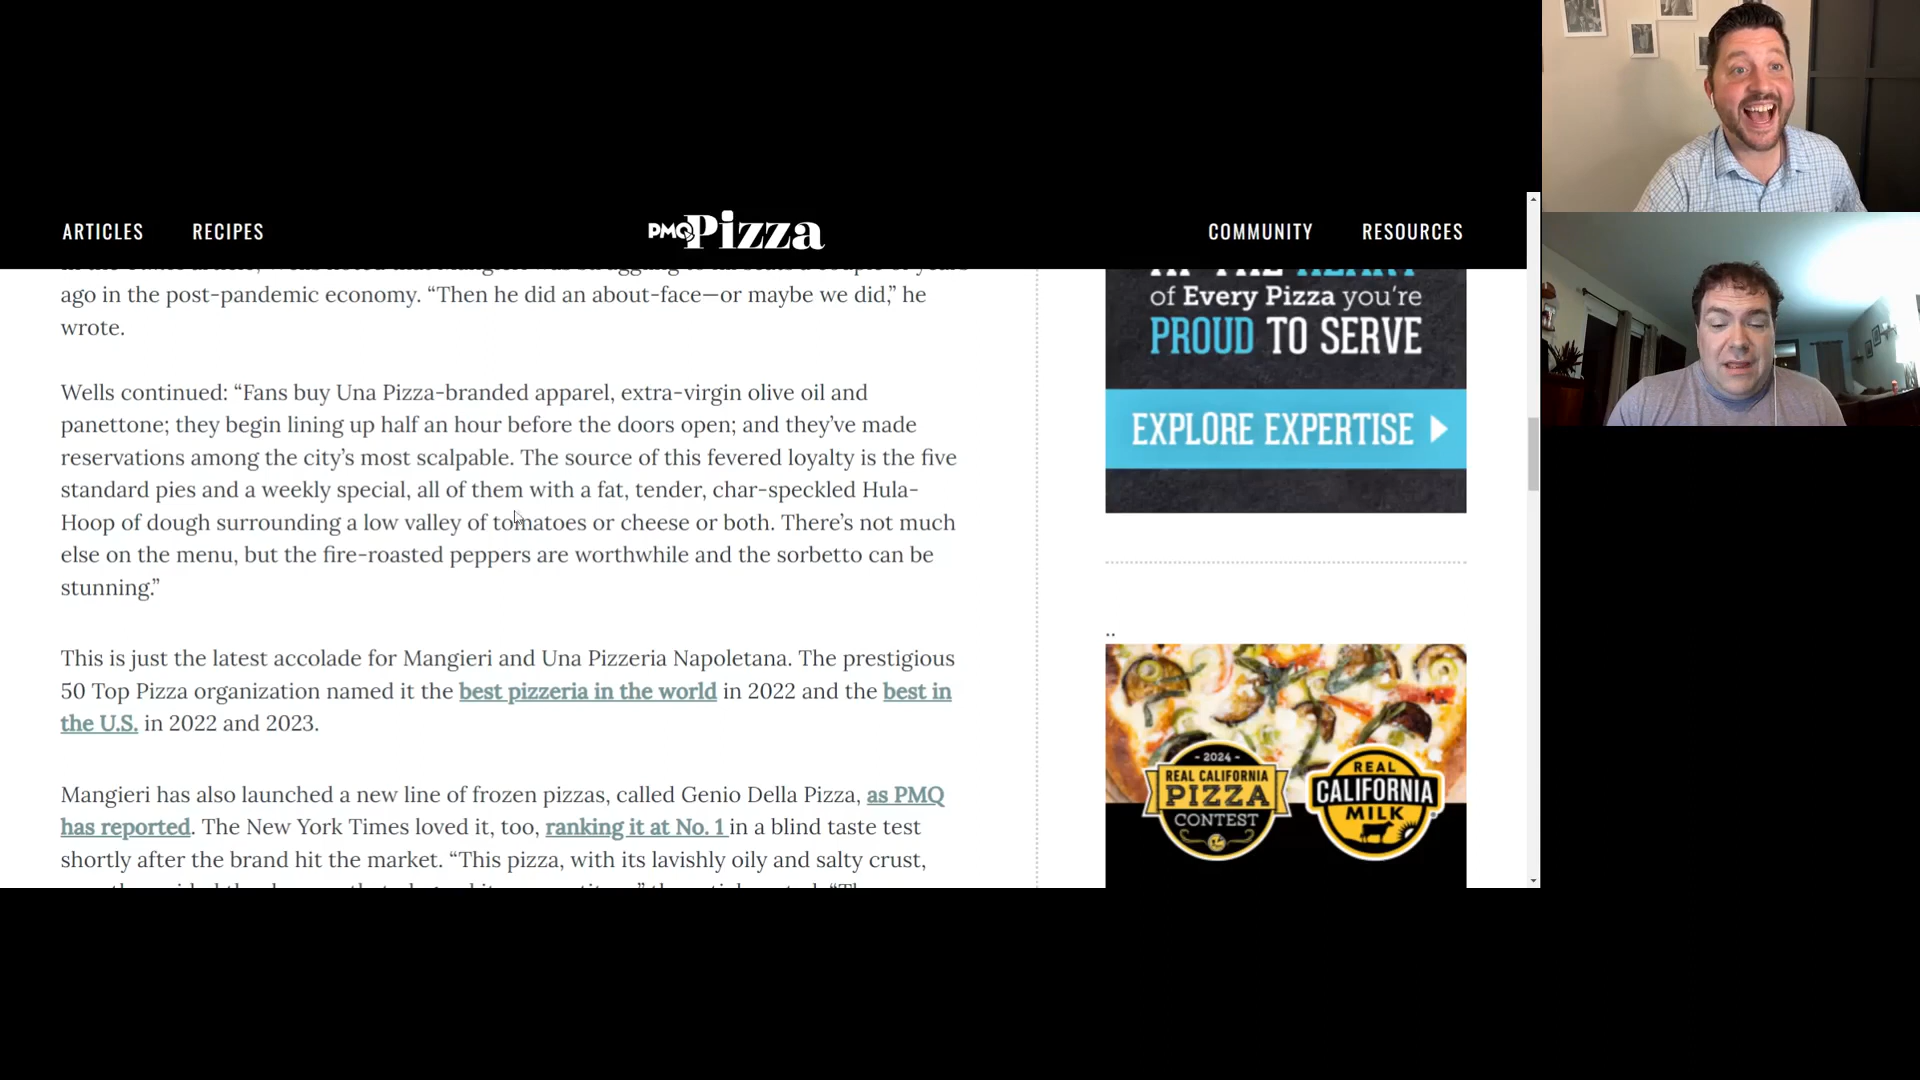 ARTICLES
RECIPES
PMQ Pizza
COMMUNITY
RESOURCES
ago in the post-pandemic economy. “Then he did an about-face—or maybe we did,” he
wrote.
Wells continued: “Fans buy Una Pizza-branded apparel, extra-virgin olive oil and
panettone; they begin lining up half an hour before the doors open; and they’ve made
reservations among the city’s most scalpable. The source of this fevered loyalty is the five
standard pies and a weekly special, all of them with a fat, tender, char-speckled Hula-
Hoop of dough surrounding a low valley of tomatoes or cheese or both. There’s not much
else on the menu, but the fire-roasted peppers are worthwhile and the sorbetto can be
stunning.”
This is just the latest accolade for Mangieri and Una Pizzeria Napoletana. The prestigious
50 Top Pizza organization named it the best pizzeria in the world in 2022 and the best in
the U.S. in 2022 and 2023.
Mangieri has also launched a new line of frozen pizzas, called Genio Della Pizza, as PMQ
has reported. The New York Times loved it, too, ranking it at No. 1 in a blind taste test
shortly after the brand hit the market. “This pizza, with its lavishly oily and salty crust,
HEART
of Every Pizza you’re
PROUD TO SERVE
EXPLORE EXPERTISE
..
- 2024 -
REAL CALIFORNIA
PIZZA
CONTEST
REAL
CALIFORNIA
MILK